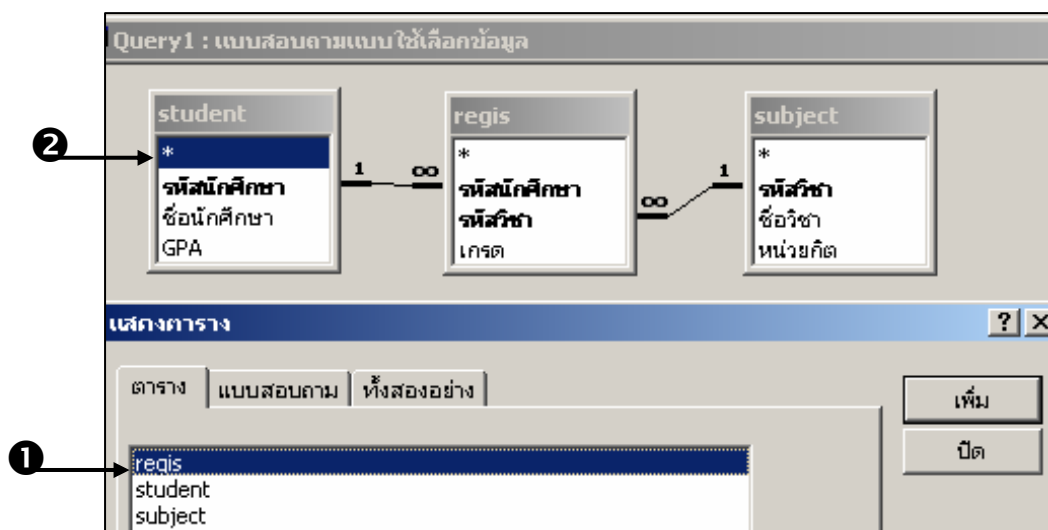 Query1 : แบบสอบถามแบบใช้เลือกข้อมูล
student
regis
subject
❷
*
รหัสนักศึกษา
ชื่อนักศึกษา
GPA
1
∞
*
รหัสนักศึกษา
รหัสวิชา
เกรด
∞
1
*
รหัสวิชา
ชื่อวิชา
หน่วยกิต
แสดงตาราง
ตาราง
แบบสอบถาม
ทั้งสองอย่าง
เพิ่ม
ปิด
❶
regis
student
subject